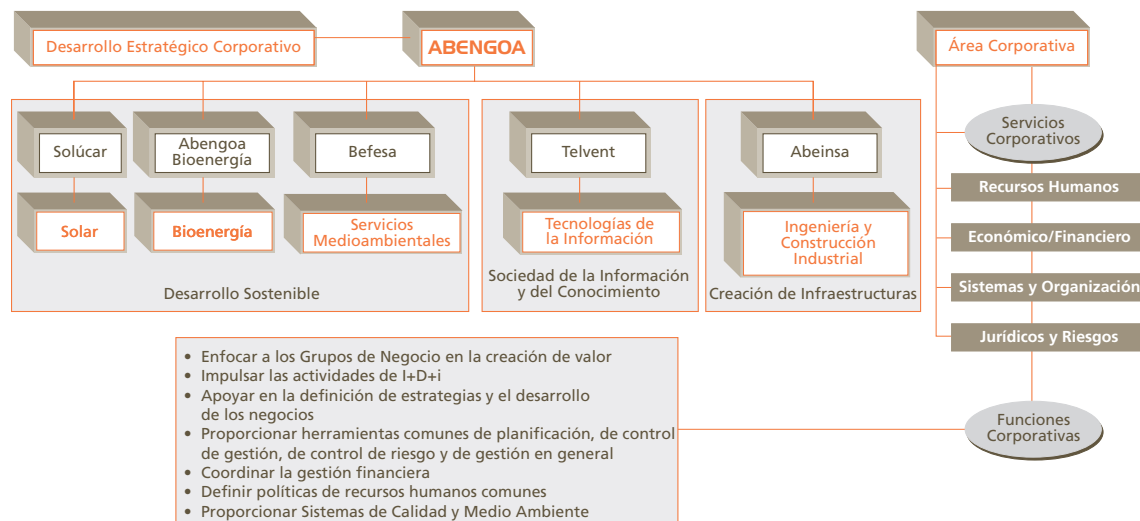 Desarrollo Estratégico Corporativo
ABENGOA
Área Corporativa
Solúcar
Abengoa
Bioenergía
Befesa
Telvent
Abeinsa
Servicios
Corporativos
Solar
Bioenergía
Servicios
Medioambientales
Tecnologías de
la Información
Ingeniería y
Construcción
Industrial
Desarrollo Sostenible
Sociedad de la Información
y del Conocimiento
Creación de Infraestructuras
Recursos Humanos
Económico/Financiero
Sistemas y Organización
Jurídicos y Riesgos
Funciones
Corporativas
• Enfocar a los Grupos de Negocio en la creación de valor
• Impulsar las actividades de I+D+i
• Apoyar en la definición de estrategias y el desarrollo
de los negocios
• Proporcionar herramientas comunes de planificación, de control
de gestión, de control de riesgo y de gestión en general
• Coordinar la gestión financiera
• Definir políticas de recursos humanos comunes
• Proporcionar Sistemas de Calidad y Medio Ambiente